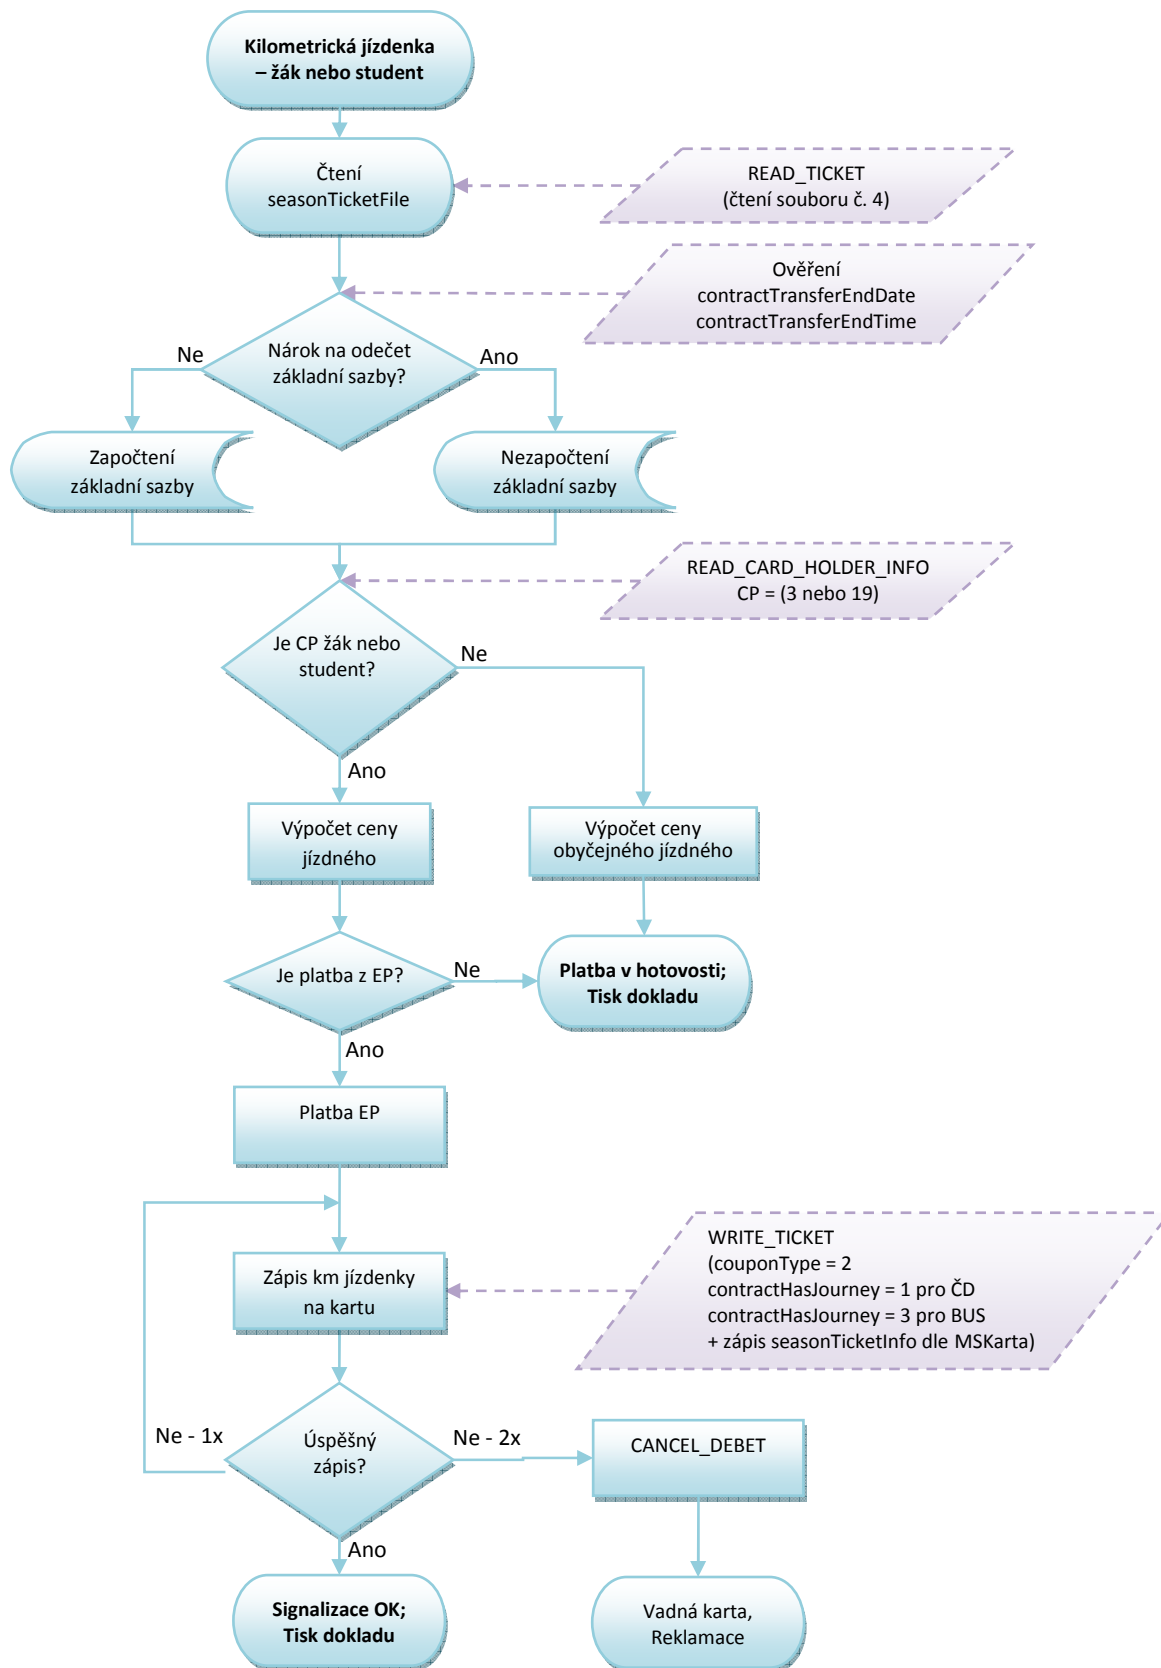 Kilometrická jízdenka
– žák nebo student
Čtení
seasonTicketFile
READ_TICKET
(čtení souboru č. 4)
Ověření
contractTransferEndDate
contractTransferEndTime
Ne
Nárok na odečet
základní sazby?
Ano
Započtení
základní sazby
Nezapočtení
základní sazby
READ_CARD_HOLDER_INFO
CP = (3 nebo 19)
Je CP žák nebo
student?
Ne
Ano
Výpočet ceny
jízdného
Výpočet ceny
obyčejného jízdného
Je platba z EP?
Ne
Platba v hotovosti;
Tisk dokladu
Ano
Platba EP
WRITE_TICKET
(couponType = 2
contractHasJourney = 1 pro ČD
contractHasJourney = 3 pro BUS
+ zápis seasonTicketInfo dle MSKarta)
Zápis km jízdenky
na kartu
Ne - 1x
Úspěšný
zápis?
Ne - 2x
CANCEL_DEBET
Ano
Signalizace OK;
Tisk dokladu
Vadná karta,
Reklamace